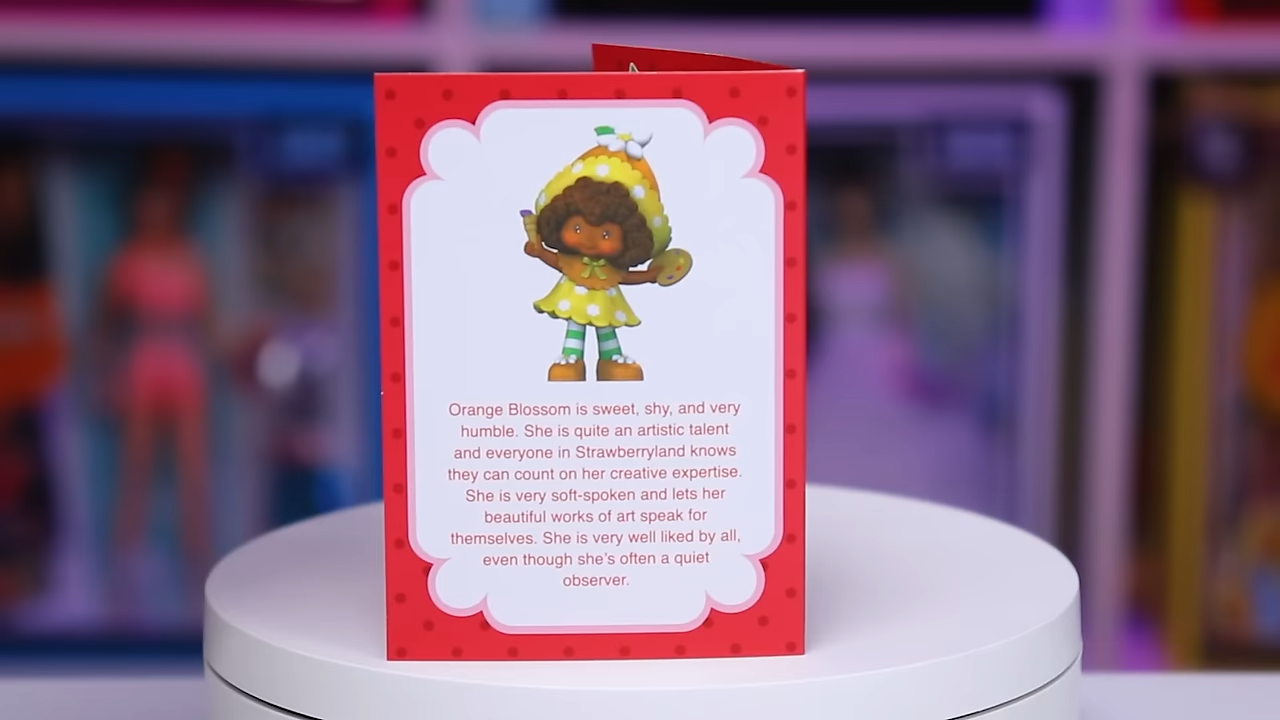 Orange Blossom is sweet, shy, and very
humble. She is quite an artistic talent
and everyone in Strawberryland knows
they can count on her creative expertise.
She is very soft-spoken and lets her
beautiful works of art speak for
themselves. She is very well liked by all,
even though she's often a quiet
observer.